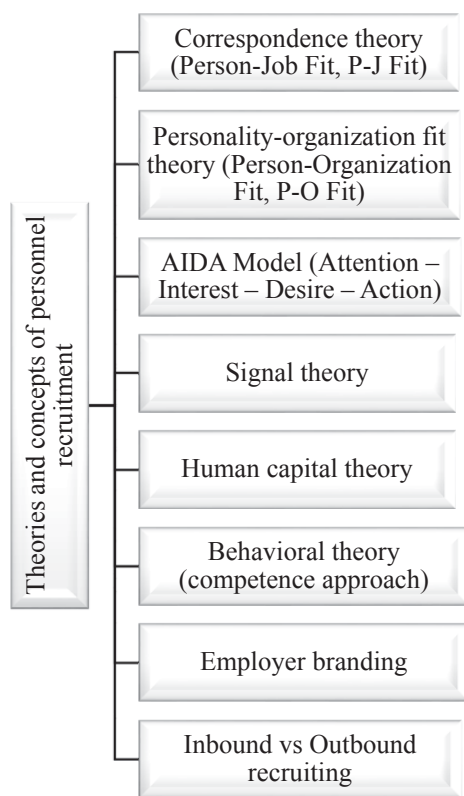 Theories and concepts of personnel
recruitment
Correspondence theory
(Person-Job Fit, P-J Fit)
Personality-organization fit
theory (Person-Organization
Fit, P-O Fit)
AIDA Model (Attention –
Interest – Desire – Action)
Signal theory
Human capital theory
Behavioral theory
(competence approach)
Employer branding
Inbound vs Outbound
recruiting